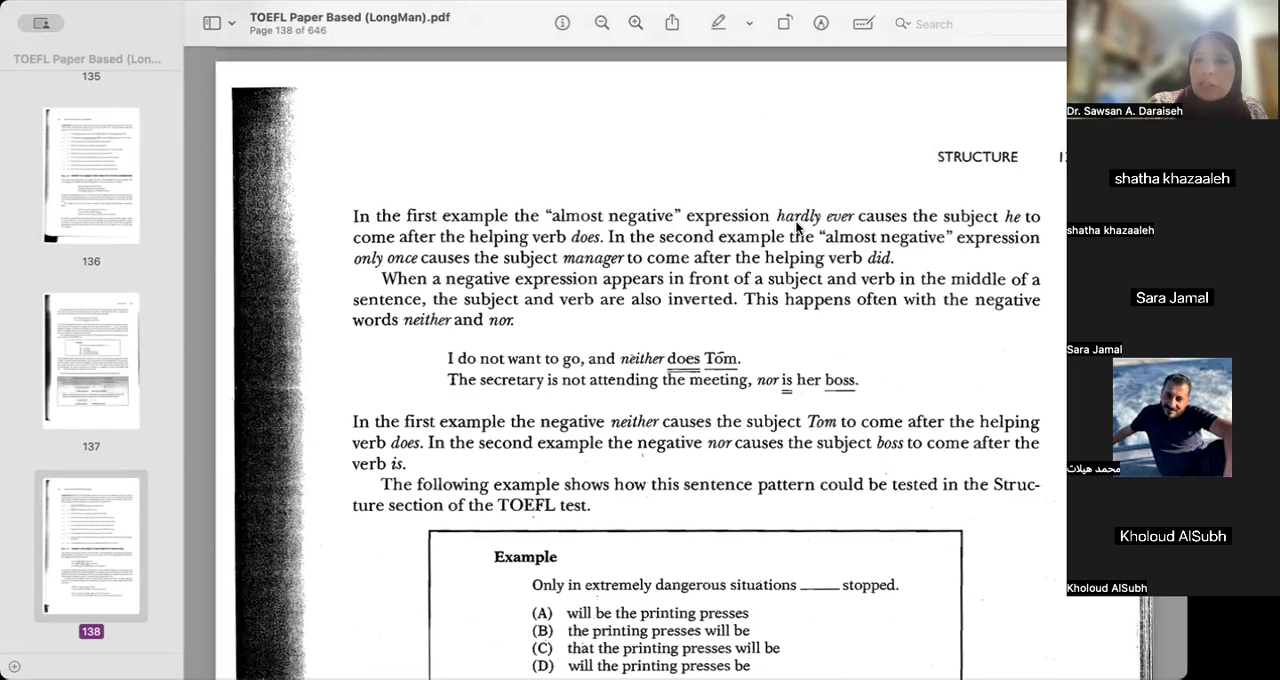 TOEFL Paper Based (LongMan).pdf
Page 138 of 646
Search
TOEFL Paper Based (Lon...
135
136
137
138
STRUCTURE
In the first example the “almost negative” expression hardly ever causes the subject he to
come after the helping verb does. In the second example the “almost negative” expression
only once causes the subject manager to come after the helping verb did.
When a negative expression appears in front of a subject and verb in the middle of a
sentence, the subject and verb are also inverted. This happens often with the negative
words neither and nor.
I do not want to go, and neither does Tom.
The secretary is not attending the meeting, nor is her boss.
In the first example the negative neither causes the subject Tom to come after the helping
verb does. In the second example the negative nor causes the subject boss to come after the
verb is.
The following example shows how this sentence pattern could be tested in the Struc-
ture section of the TOEFL test.
Example
Only in extremely dangerous situations ____ stopped.
(A) will be the printing presses
(B) the printing presses will be
(C) that the printing presses will be
(D) will the printing presses be
Dr. Sawsan A. Daraiseh
shatha khazaaleh
shatha khazaaleh
Sara Jamal
Sara Jamal
محمد هيلات
Kholoud AlSubh
Kholoud AlSubh